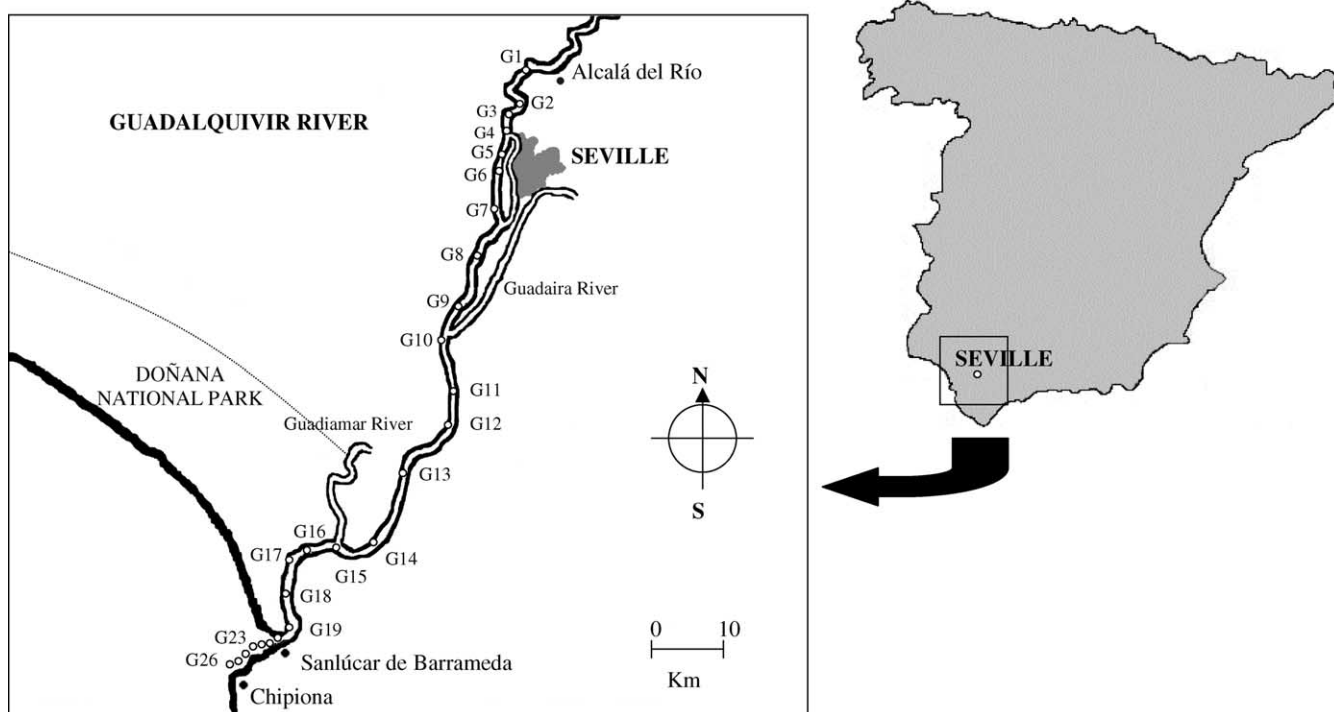 G1
Alcalá del Río
G2
G3
GUADALQUIVIR RIVER
G4
G5
SEVILLE
G6
G7
G8
Guadaira River
G9
G10
DOÑANA
NATIONAL PARK
G11
Guadiamar River
G12
G13
N
S
G16
G17
G14
G15
G18
G19
G23
G26
Sanlúcar de Barrameda
Chipiona
0 10
Km
SEVILLE